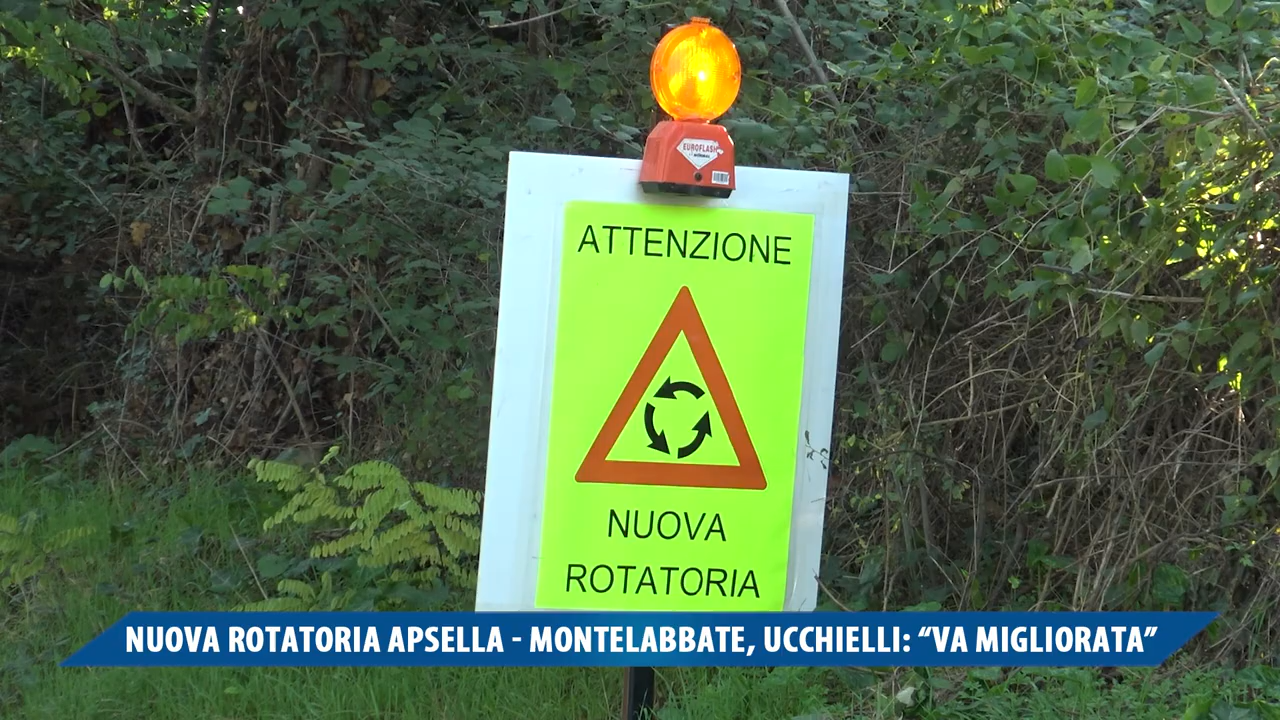 EUROFLASH
ATTENZIONE
NUOVA
ROTATORIA
NUOVA ROTATORIA APSELLA - MONTELABBATE, UCCHIELLI: “VA MIGLIORATA”